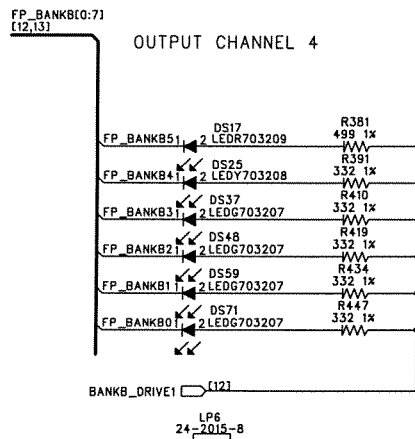 FP_BANKB[0:7]
[12,13]
OUTPUT CHANNEL 4
R381
DS17
499 1%
FP_BANKB5 1 2 LEDR703209
R391
DS25
332 1%
FP_BANKB4 1 2 LEDY703208
R410
DS37
332 1%
FP_BANKB3 1 2 LEDG703207
R419
DS48
332 1%
FP_BANKB2 1 2 LEDG703207
R434
DS59
332 1%
FP_BANKB1 1 2 LEDG703207
R447
DS71
332 1%
FP_BANKB0 1 2 LEDG703207
BANKB_DRIVE1 [12]
LP6
24-2015-8